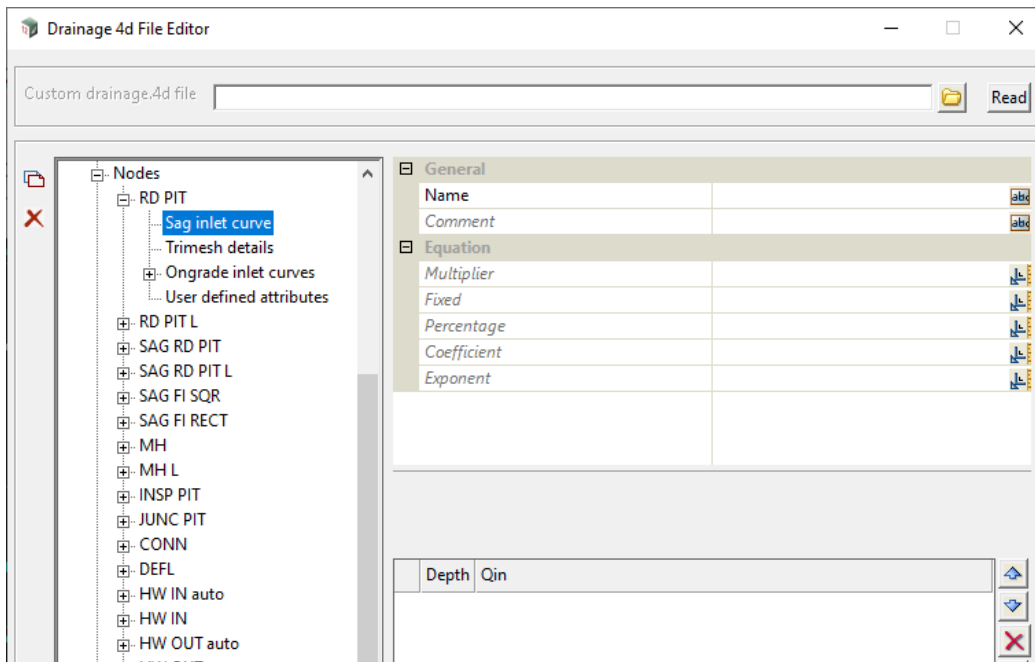 Drainage 4d File Editor
Custom drainage.4d file
Read
Nodes
RD PIT
Sag inlet curve
Trimesh details
Ongrade inlet curves
User defined attributes
RD PIT L
SAG RD PIT
SAG RD PIT L
SAG FI SQR
SAG FI RECT
MH
MH L
INSP PIT
JUNC PIT
CONN
DEFL
HW IN auto
HW IN
HW OUT auto
General
Name
abc
Comment
abc
Equation
Multiplier
Fixed
Percentage
Coefficient
Exponent
Depth Qin